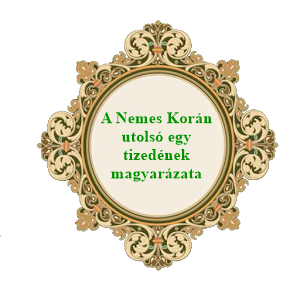 A Nemes Korán
utolsó egy
tizedének
magyarázata